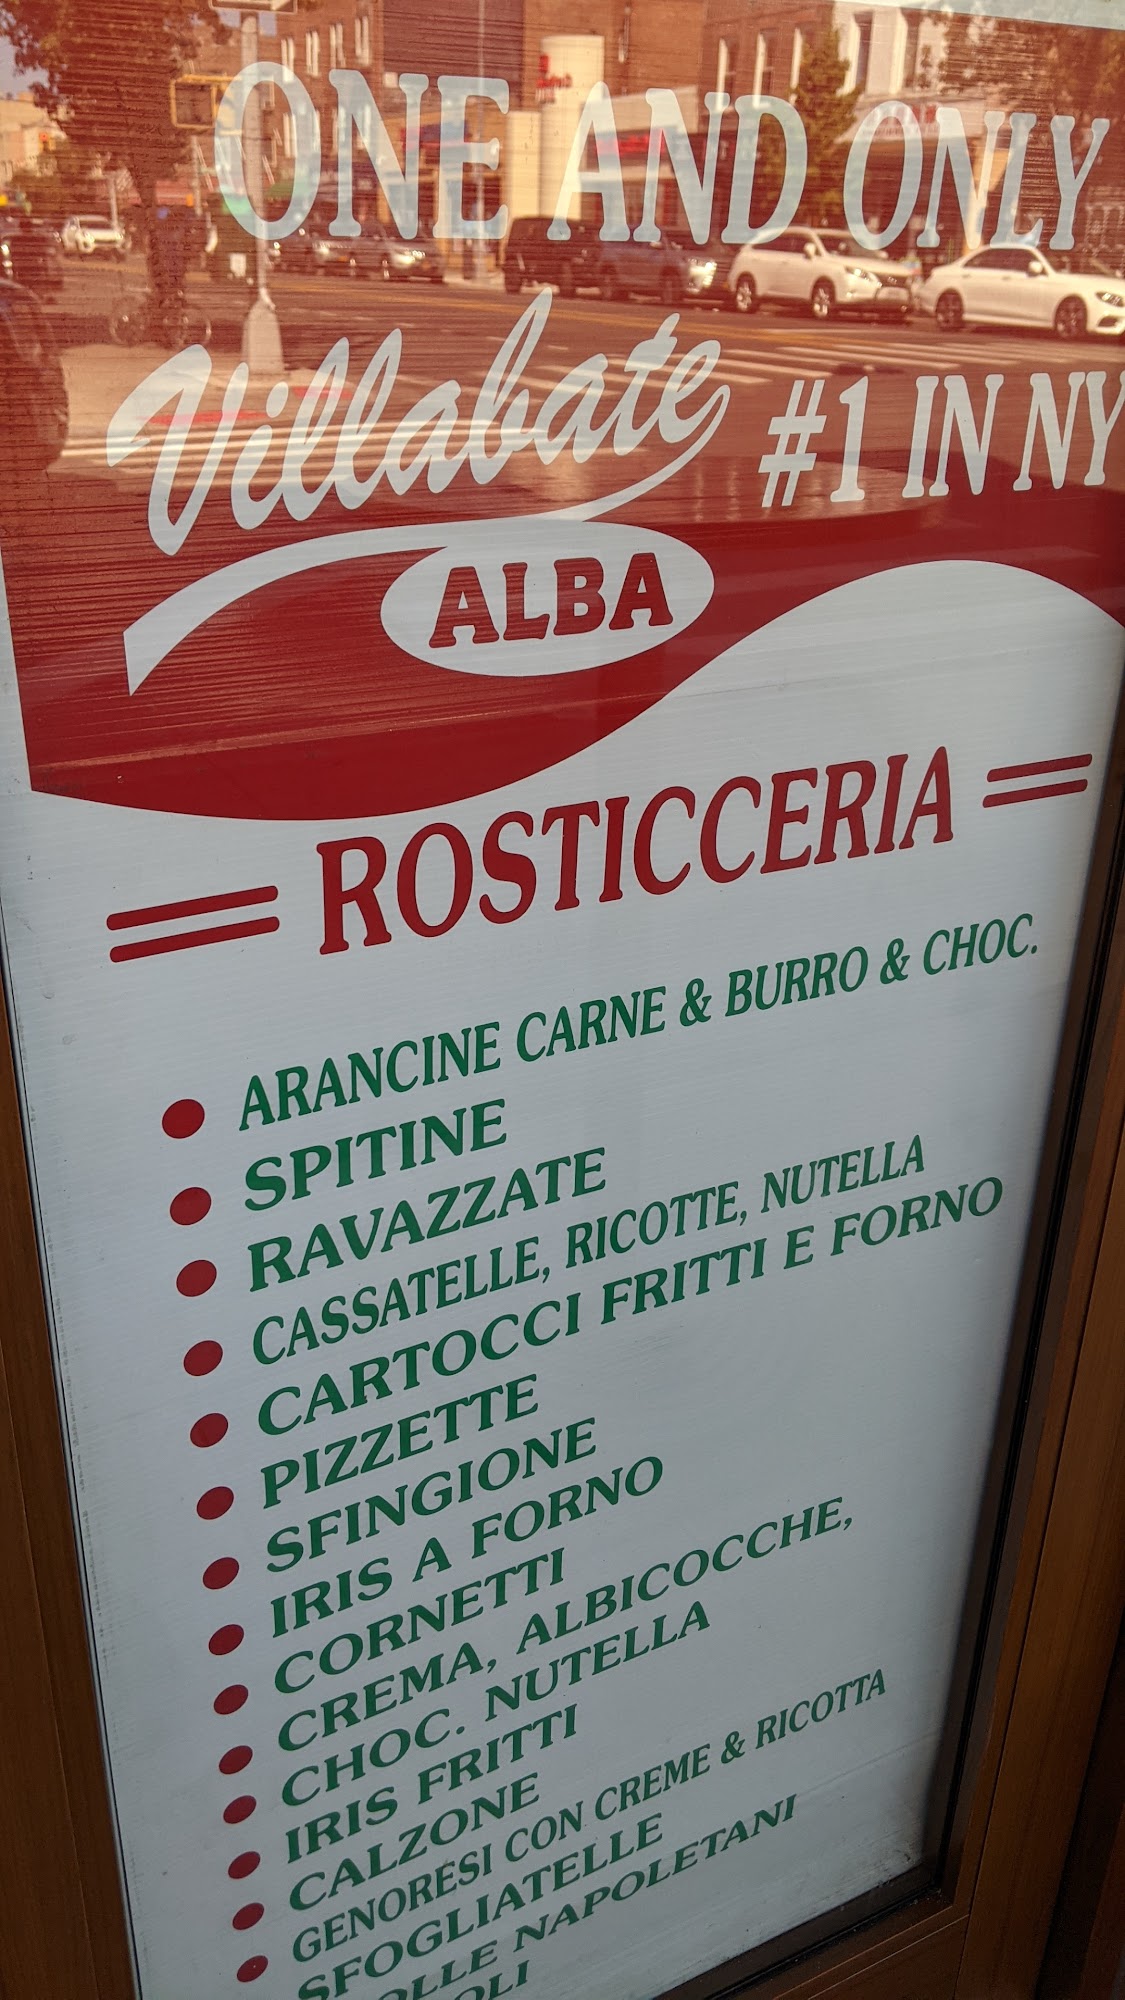 ONE AND ONLY
Villabate #1 IN NY
ALBA
ROSTICCERIA
ARANCINE CARNE & BURRO & CHOC.
SPITINE
RAVAZZATE
CASSATELLE, RICOTTE, NUTELLA
CARTOCCI FRITTI E FORNO
PIZZETTE
SFINGIONE
IRIS A FORNO
CORNETTI
CREMA, ALBICOCCHE,
CHOC. NUTELLA
IRIS FRITTI
CALZONE
GENORESI CON CREME & RICOTTA
SFOGLIATELLE
NAPOLETANI